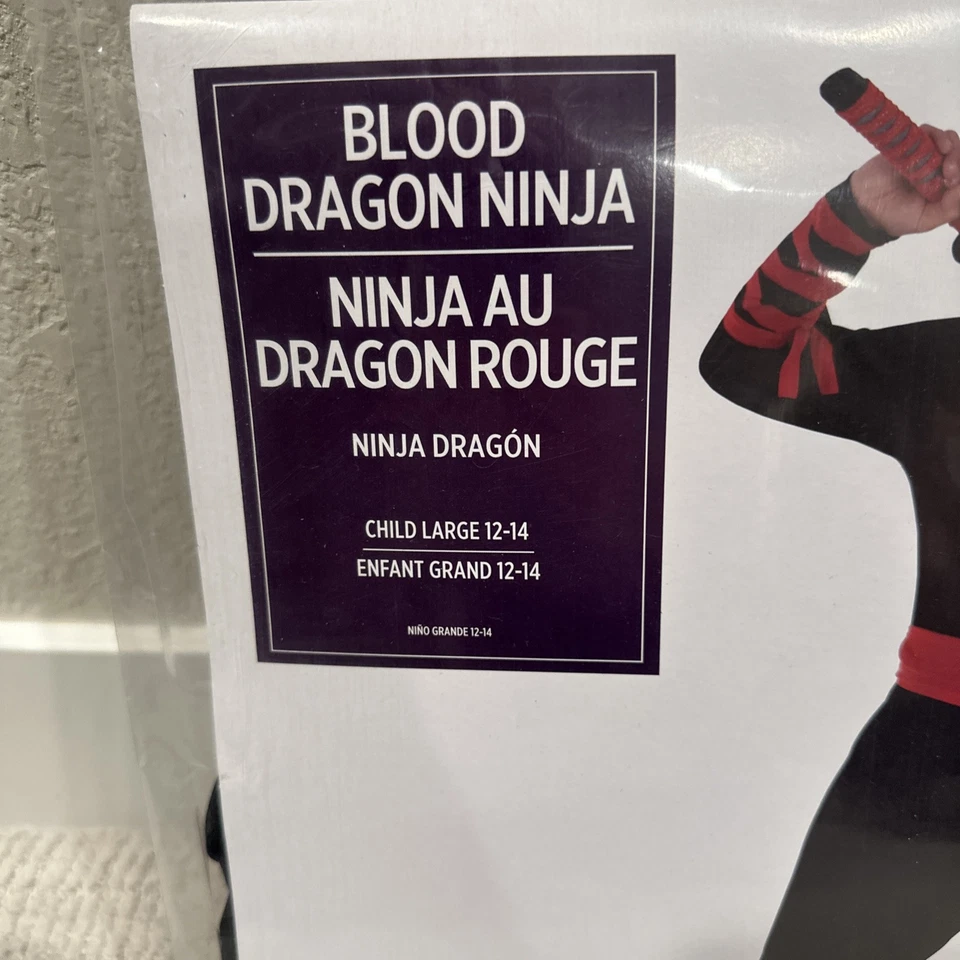 BLOOD
DRAGON NINJA
NINJA AU
DRAGON ROUGE
NINJA DRAGÓN
CHILD LARGE 12-14
ENFANT GRAND 12-14
NIÑO GRANDE 12-14